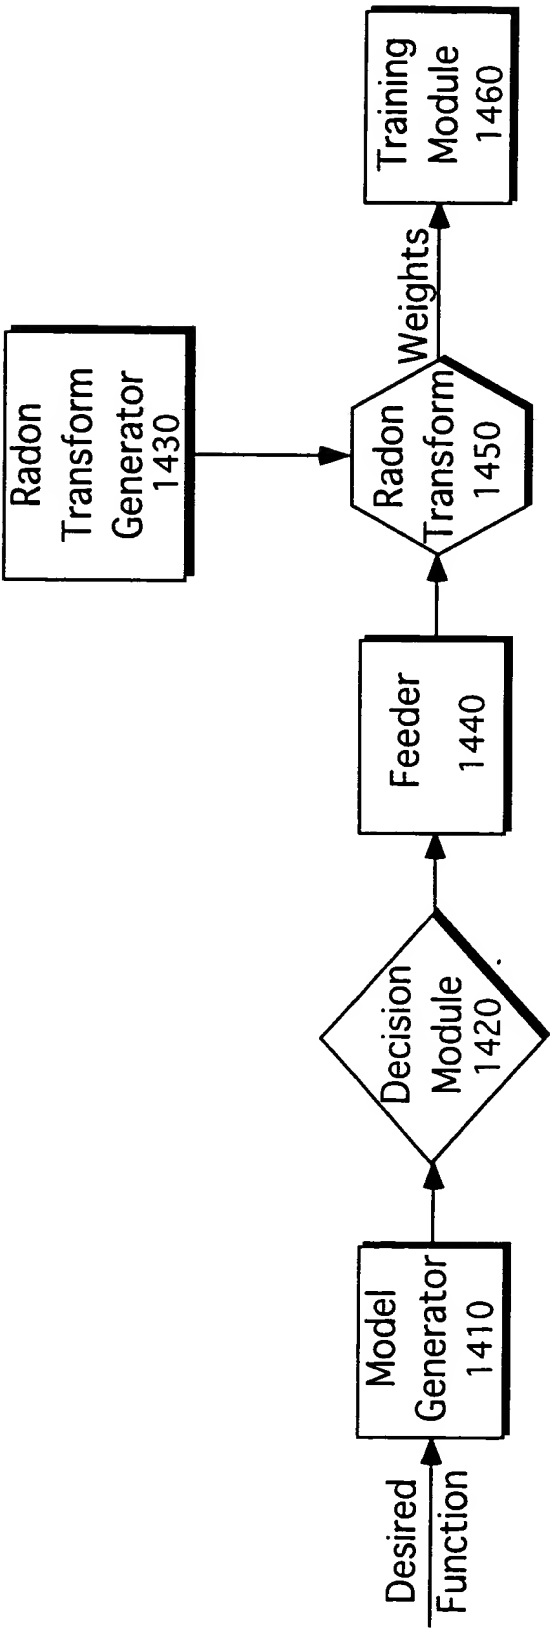 Desired
Function
Model
Generator
1410
Decision
Module
1420
Feeder
1440
Radon
Transform
Generator
1430
Radon
Transform
1450
Weights
Training
Module
1460